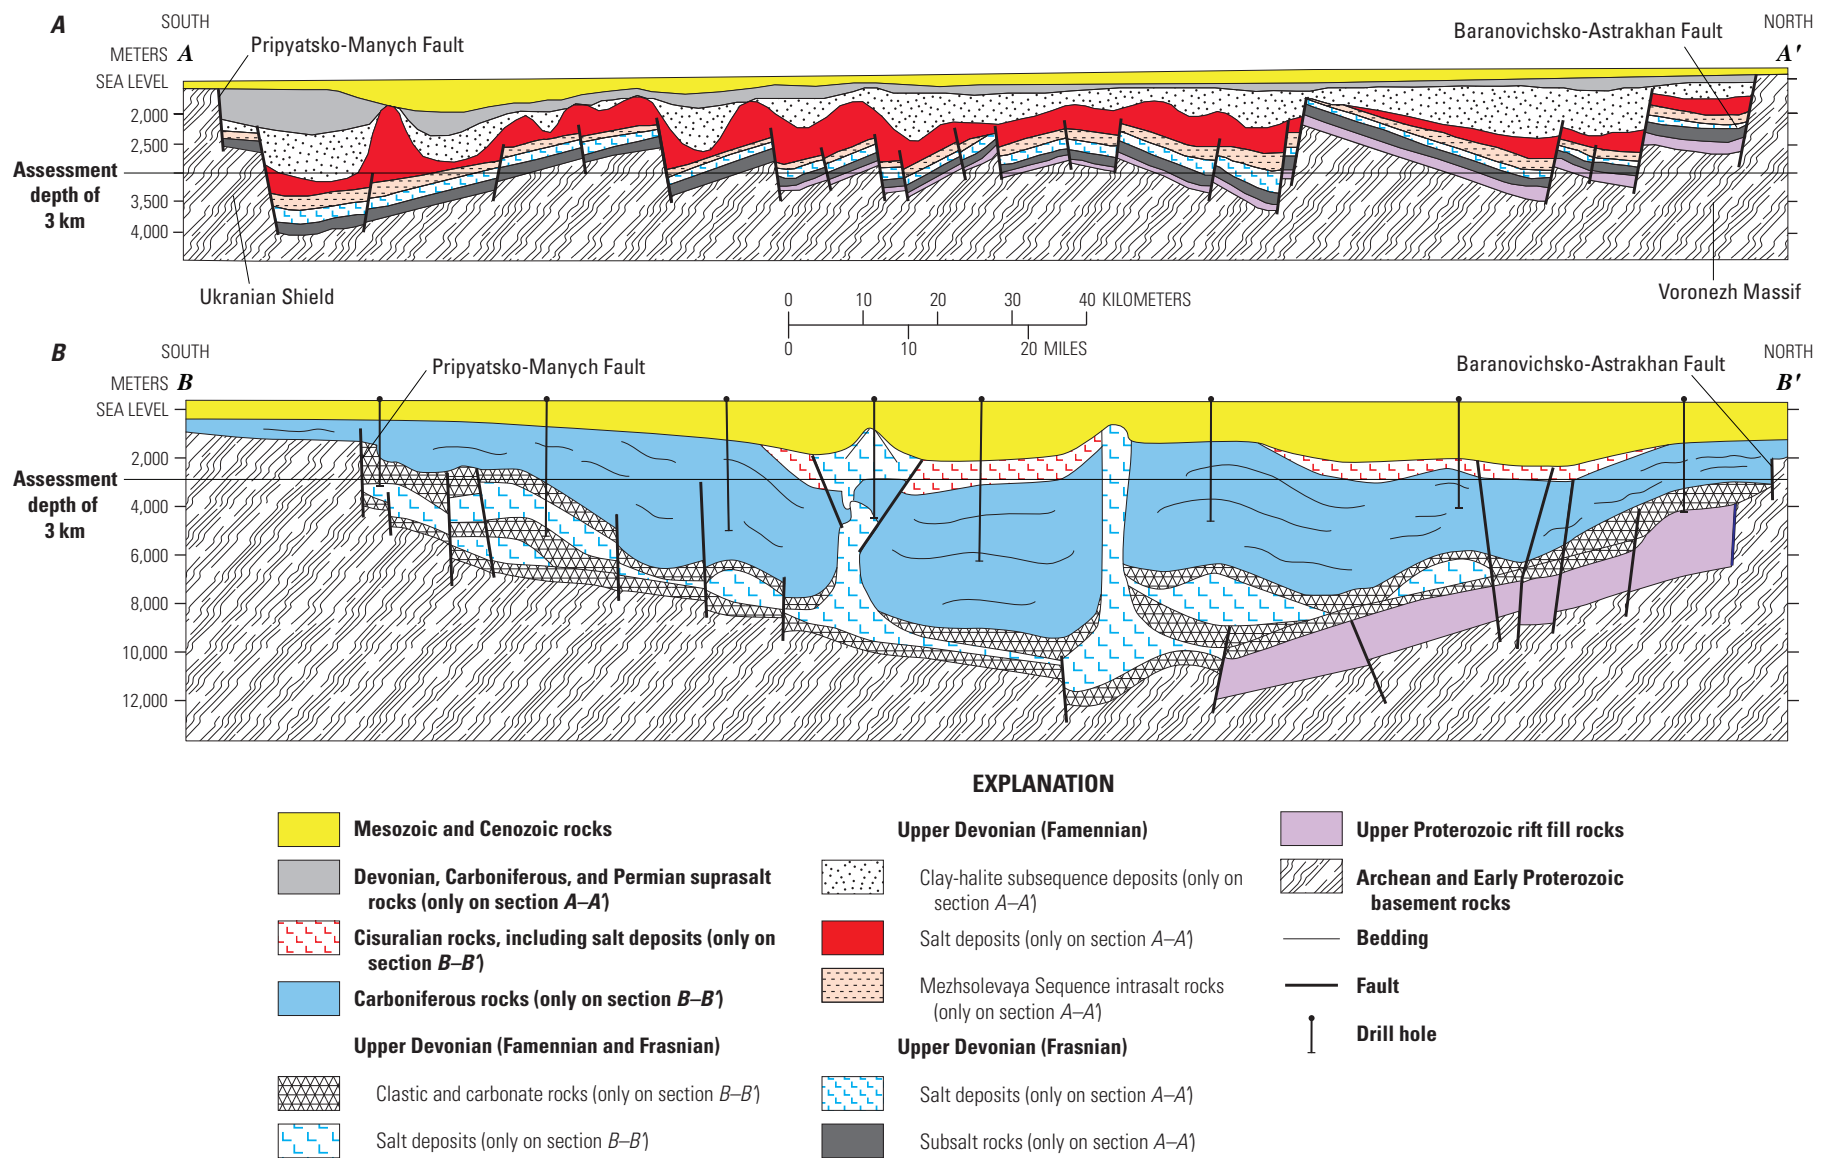 A
SOUTH
NORTH
METERS A
Pripyatsko-Manych Fault
Baranovichsko-Astrakhan Fault
A′
SEA LEVEL
2,000
2,500
Assessment
depth of
3 km
3,500
4,000
Ukranian Shield
Voronezh Massif
0 10 20 30 40 KILOMETERS
0 10 20 MILES
B
SOUTH
NORTH
METERS B
Pripyatsko-Manych Fault
Baranovichsko-Astrakhan Fault
B′
SEA LEVEL
2,000
Assessment
depth of
3 km
4,000
6,000
8,000
10,000
12,000
EXPLANATION
Mesozoic and Cenozoic rocks
Devonian, Carboniferous, and Permian suprasalt
rocks (only on section A–A′)
Cisuralian rocks, including salt deposits (only on
section B–B′)
Carboniferous rocks (only on section B–B′)
Upper Devonian (Famennian and Frasnian)
Clastic and carbonate rocks (only on section B–B′)
Salt deposits (only on section B–B′)
Upper Devonian (Famennian)
Clay-halite subsequence deposits (only on
section A–A′)
Salt deposits (only on section A–A′)
Mezhsolevaya Sequence intrasalt rocks
(only on section A–A′)
Upper Devonian (Frasnian)
Salt deposits (only on section A–A′)
Subsalt rocks (only on section A–A′)
Upper Proterozoic rift fill rocks
Archean and Early Proterozoic
basement rocks
Bedding
Fault
Drill hole